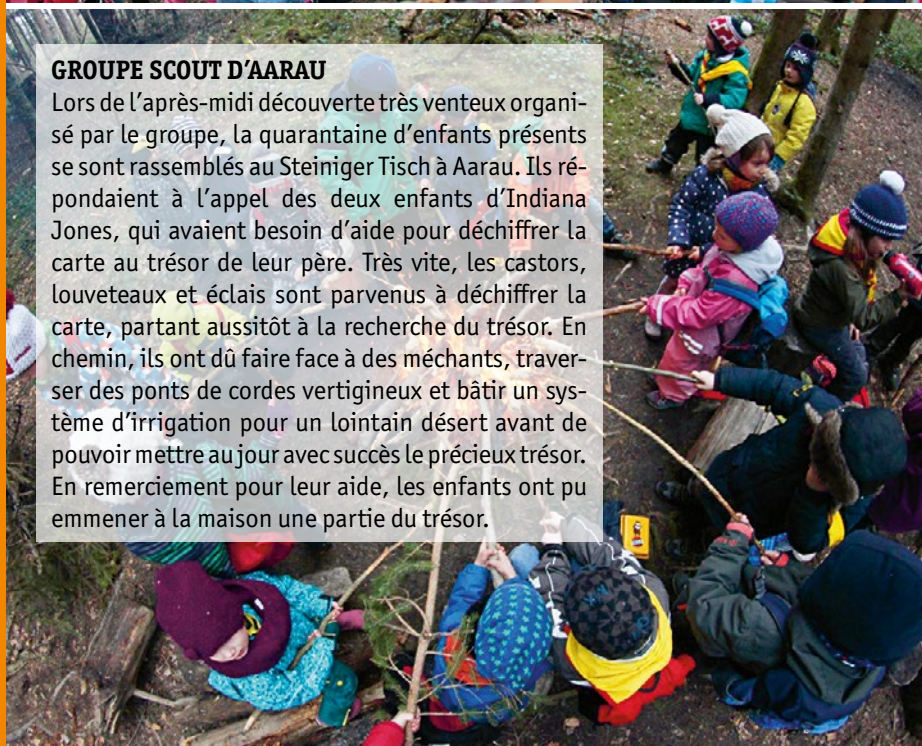 GROUPE SCOUT D’AARAU
Lors de l’après-midi découverte très venteux organi-
sé par le groupe, la quarantaine d’enfants présents
se sont rassemblés au Steiniger Tisch à Aarau. Ils ré-
pondaient à l’appel des deux enfants d’Indiana
Jones, qui avaient besoin d’aide pour déchiffrer la
carte au trésor de leur père. Très vite, les castors,
louveteaux et éclais sont parvenus à déchiffrer la
carte, partant aussitôt à la recherche du trésor. En
chemin, ils ont dû faire face à des méchants, traver-
ser des ponts de cordes vertigineux et bâtir un sys-
tème d’irrigation pour un lointain désert avant de
pouvoir mettre au jour avec succès le précieux trésor.
En remerciement pour leur aide, les enfants ont pu
emmener à la maison une partie du trésor.